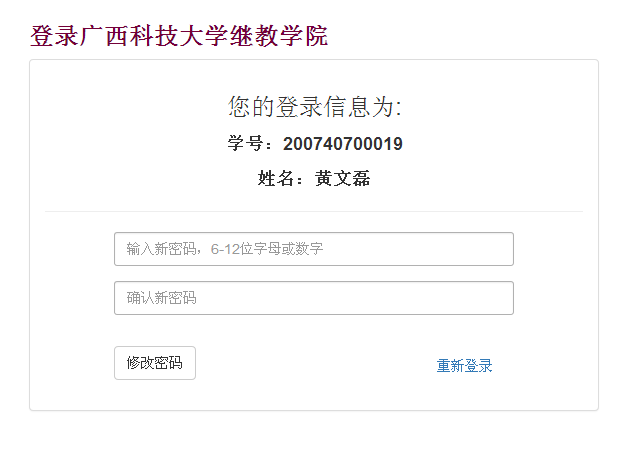 登录广西科技大学继教学院
您的登录信息为:
学号：200740700019
姓名：黄文磊
输入新密码，6-12位字母或数字
确认新密码
修改密码
重新登录